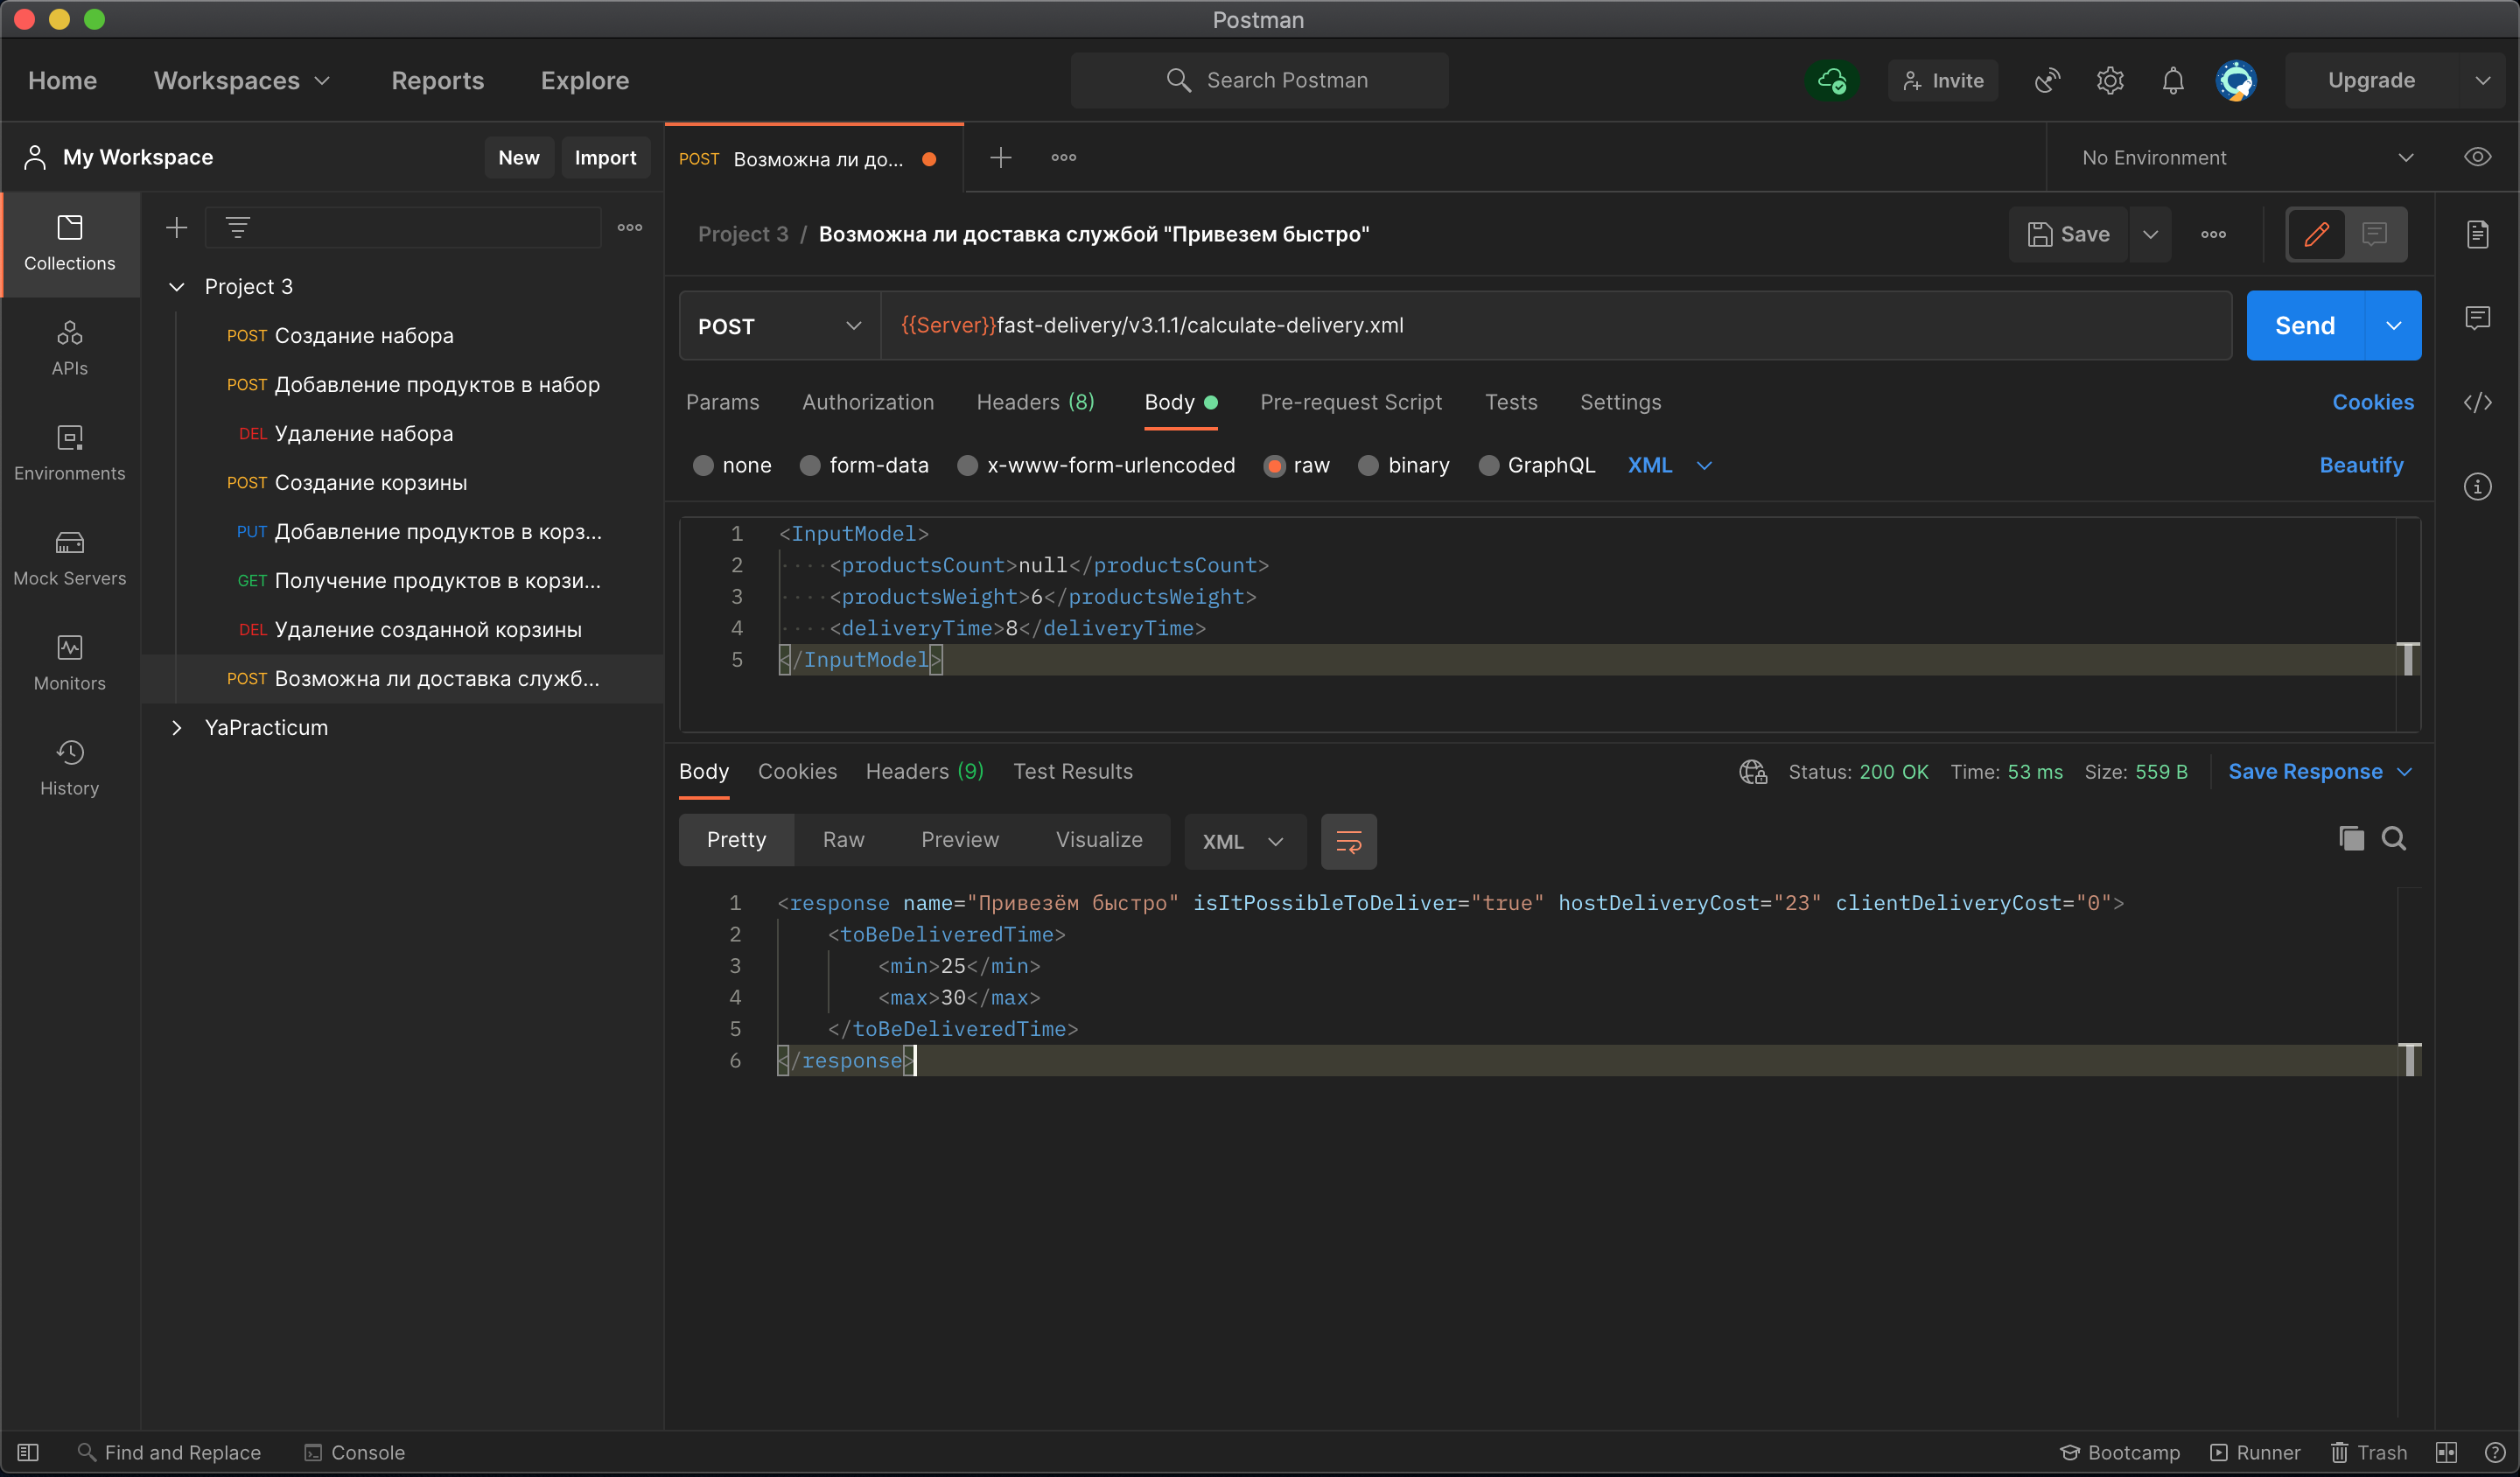 Postman
Home Workspaces Reports Explore Search Postman Invite Upgrade
My Workspace New Import
POST Возможна ли до... No Environment
Collections
APIs
Environments
Mock Servers
Monitors
History
Project 3
POST Создание набора
POST Добавление продуктов в набор
DEL Удаление набора
POST Создание корзины
PUT Добавление продуктов в корз...
GET Получение продуктов в корзи...
DEL Удаление созданной корзины
POST Возможна ли доставка служб...
YaPracticum
Project 3 / Возможна ли доставка службой "Привезем быстро" Save
POST {{Server}}fast-delivery/v3.1.1/calculate-delivery.xml Send
Params Authorization Headers (8) Body Pre-request Script Tests Settings Cookies
none form-data x-www-form-urlencoded raw binary GraphQL XML Beautify
1 <InputModel>
2 ····<productsCount>null</productsCount>
3 ····<productsWeight>6</productsWeight>
4 ····<deliveryTime>8</deliveryTime>
5 </InputModel>
Body Cookies Headers (9) Test Results Status: 200 OK Time: 53 ms Size: 559 B Save Response
Pretty Raw Preview Visualize XML
1 <response name="Привезём быстро" isItPossibleToDeliver="true" hostDeliveryCost="23" clientDeliveryCost="0">
2 <toBeDeliveredTime>
3 <min>25</min>
4 <max>30</max>
5 </toBeDeliveredTime>
6 </response>
Find and Replace Console Bootcamp Runner Trash